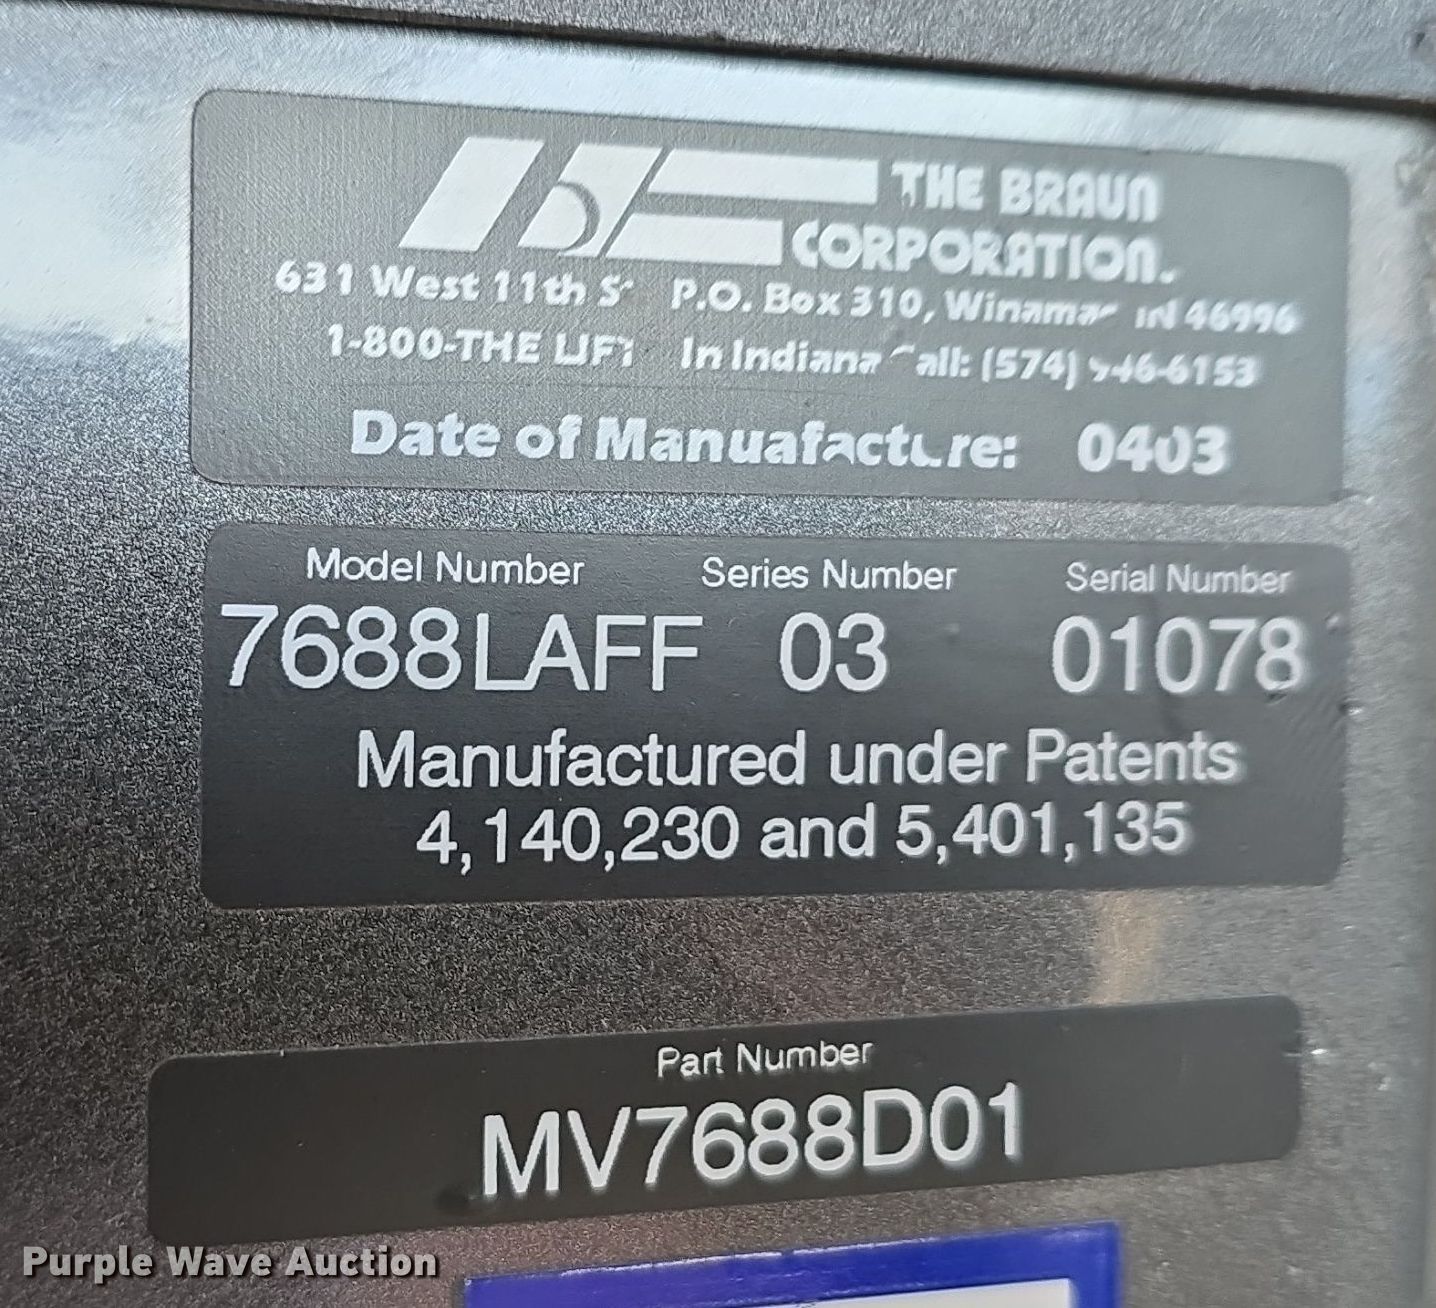 THE BRAUN
CORPORATION.
631 West 11th P.O. Box 310, Winamac IN 46996
1-800-THE LIFT In Indiana Call: (574) 946-6153
Date of Manuafacture: 0403
Model Number Series Number Serial Number
7688LAFF 03 01078
Manufactured under Patents
4,140,230 and 5,401,135
Part Number
MV7688D01
Purple Wave Auction